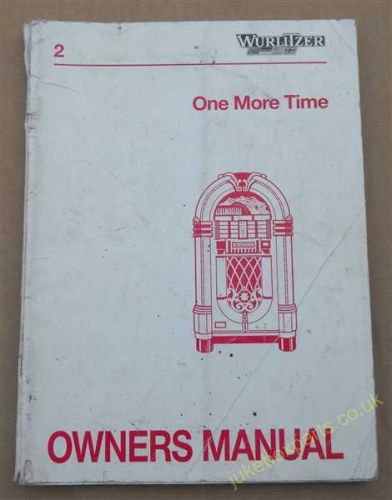 2
WURLITZER
One More Time
OWNERS MANUAL
jukeboxparts.co.uk